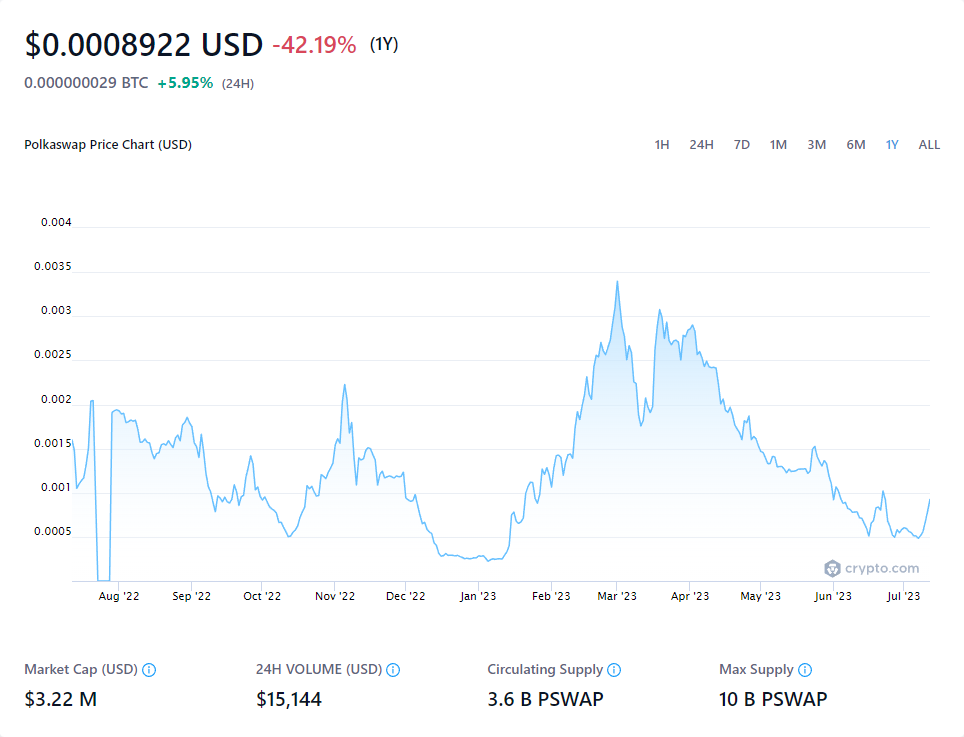 $0.0008922 USD -42.19% (1Y)
0.000000029 BTC +5.95% (24H)
Polkaswap Price Chart (USD) 1H 24H 7D 1M 3M 6M 1Y ALL
0.004
0.0035
0.003
0.0025
0.002
0.0015
0.001
0.0005
crypto.com
Aug '22 Sep '22 Oct '22 Nov '22 Dec '22 Jan '23 Feb '23 Mar '23 Apr '23 May '23 Jun '23 Jul '23
Market Cap (USD) 24H VOLUME (USD) Circulating Supply Max Supply
$3.22 M $15,144 3.6 B PSWAP 10 B PSWAP